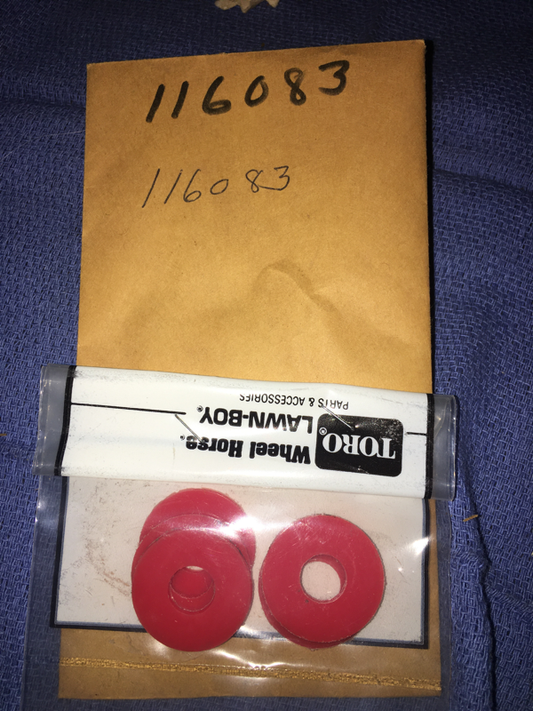 116083
116083
TORO®
Wheel Horse®
LAWN-BOY®
PARTS & ACCESSORIES